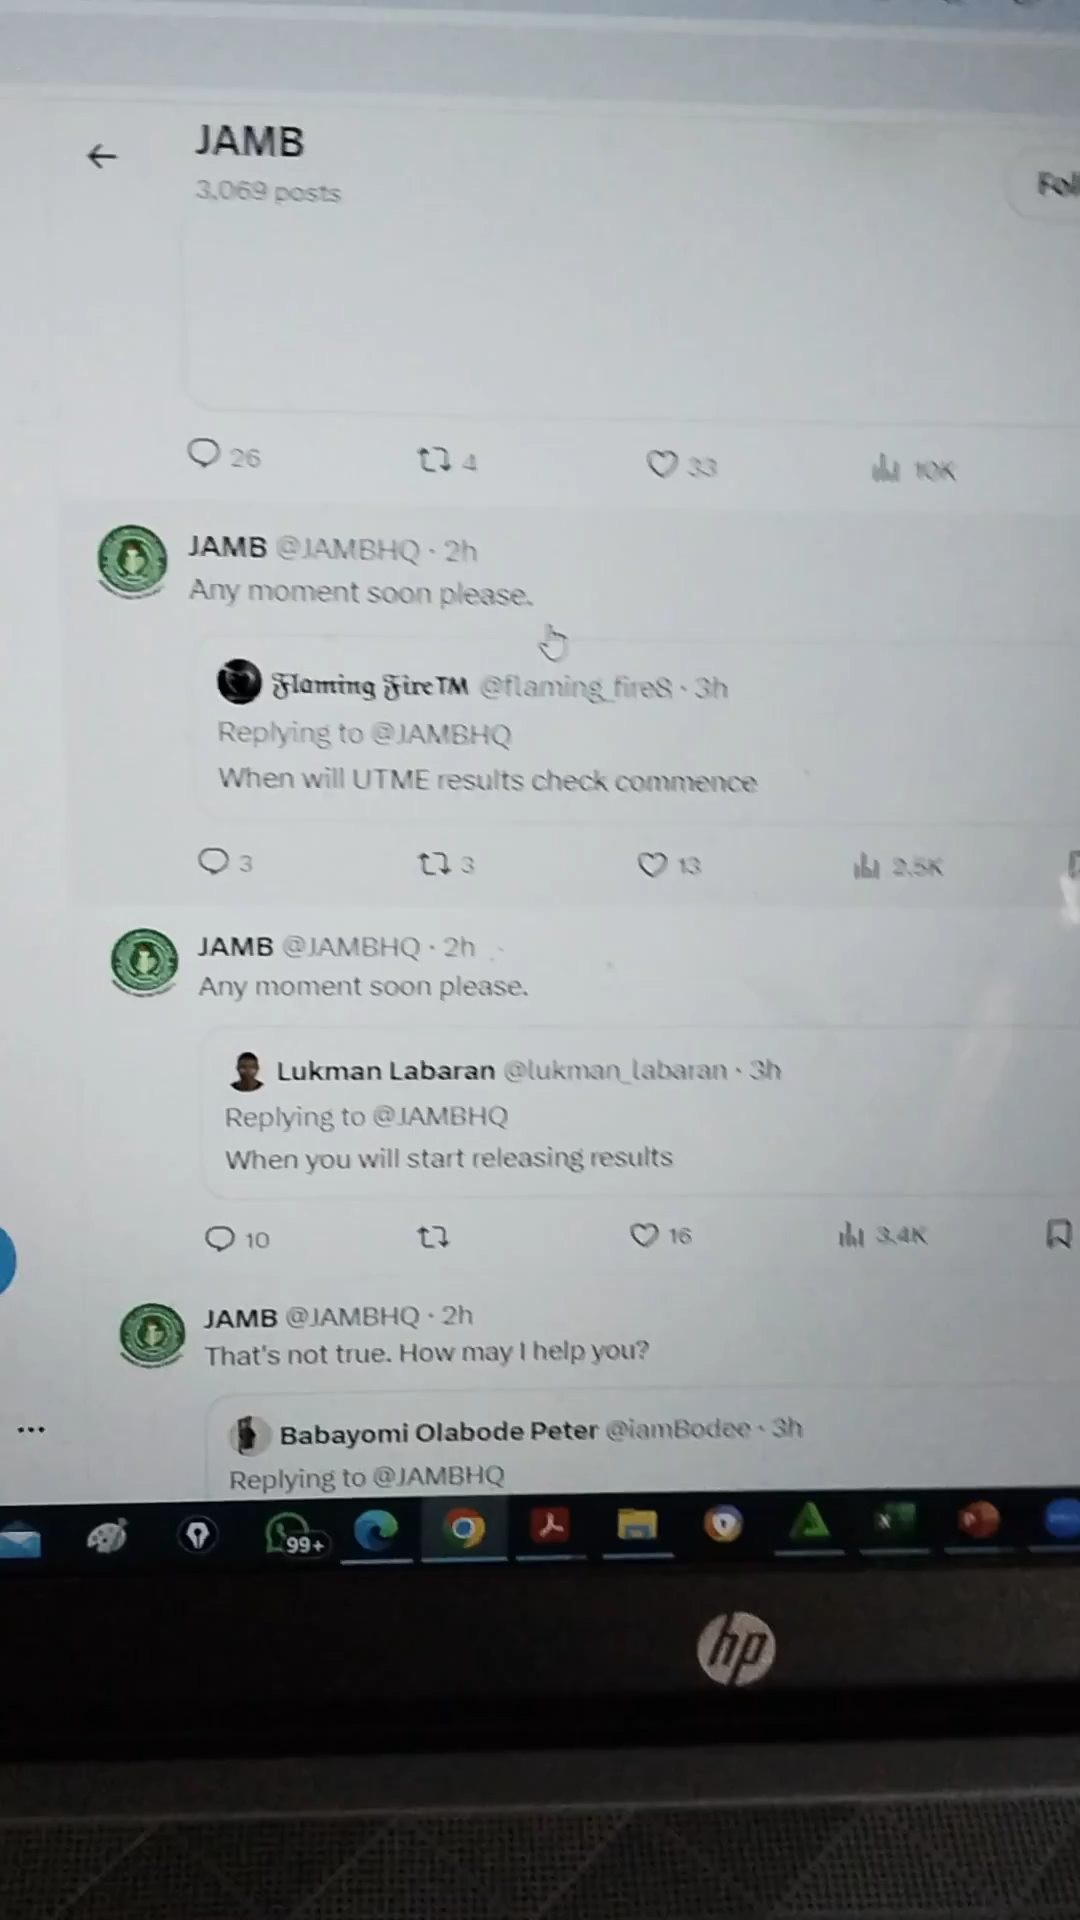 JAMB
3,069 posts
26 4 33 10K
JAMB @JAMBHQ · 2h
Any moment soon please.
Flaming Fire™ @flaming_fire8 · 3h
Replying to @JAMBHQ
When will UTME results check commence
3 3 13 2.5K
JAMB @JAMBHQ · 2h
Any moment soon please.
Lukman Labaran @lukman_labaran · 3h
Replying to @JAMBHQ
When you will start releasing results
10 16 3.4K
JAMB @JAMBHQ · 2h
That's not true. How may I help you?
Babayomi Olabode Peter @iamBodee · 3h
Replying to @JAMBHQ
99+
hp